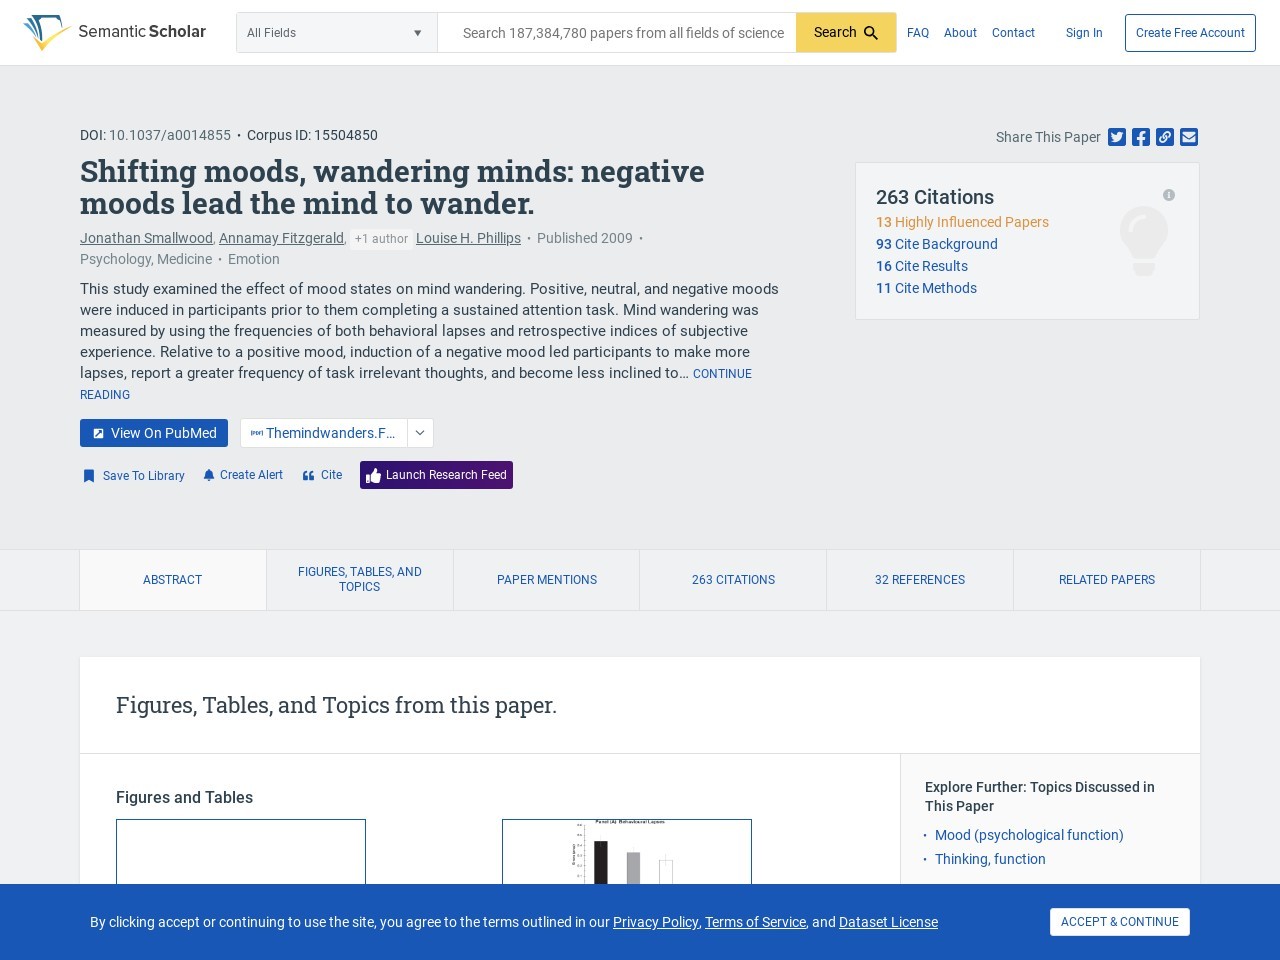 Semantic Scholar
All Fields
Search 187,384,780 papers from all fields of science
Search
FAQ
About
Contact
Sign In
Create Free Account
DOI: 10.1037/a0014855 • Corpus ID: 15504850
Shifting moods, wandering minds: negative
moods lead the mind to wander.
Jonathan Smallwood, Annamay Fitzgerald, +1 author Louise H. Phillips • Published 2009 •
Psychology, Medicine • Emotion
This study examined the effect of mood states on mind wandering. Positive, neutral, and negative moods
were induced in participants prior to them completing a sustained attention task. Mind wandering was
measured by using the frequencies of both behavioral lapses and retrospective indices of subjective
experience. Relative to a positive mood, induction of a negative mood led participants to make more
lapses, report a greater frequency of task irrelevant thoughts, and become less inclined to… CONTINUE
READING
View On PubMed
[PDF] Themindwanders.F…
Save To Library
Create Alert
Cite
Launch Research Feed
Share This Paper
263 Citations
13 Highly Influenced Papers
93 Cite Background
16 Cite Results
11 Cite Methods
ABSTRACT
FIGURES, TABLES, AND
TOPICS
PAPER MENTIONS
263 CITATIONS
32 REFERENCES
RELATED PAPERS
Figures, Tables, and Topics from this paper.
Figures and Tables
Panel (A) Behavioural Lapses
Explore Further: Topics Discussed in
This Paper
• Mood (psychological function)
• Thinking, function
By clicking accept or continuing to use the site, you agree to the terms outlined in our Privacy Policy, Terms of Service, and Dataset License
ACCEPT & CONTINUE